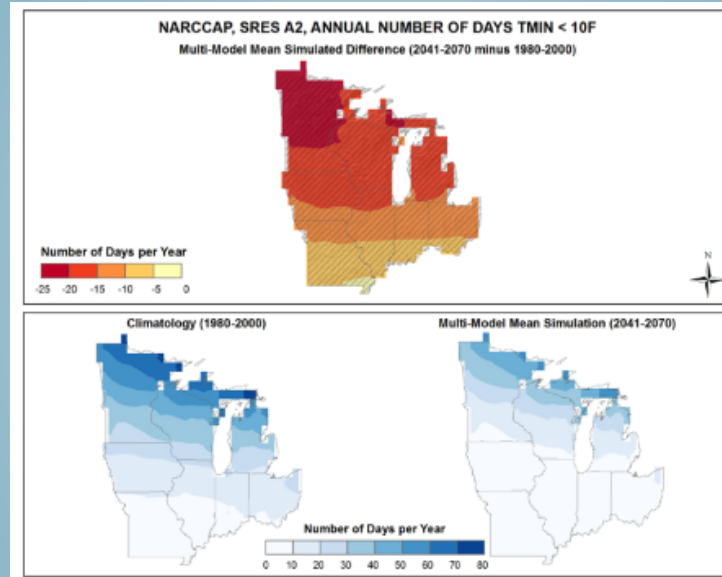 NARCCAP, SRES A2, ANNUAL NUMBER OF DAYS TMIN < 10F
Multi-Model Mean Simulated Difference (2041-2070 minus 1980-2000)
Number of Days per Year
-25 -20 -15 -10 -5 0
N
Climatology (1980-2000)
Multi-Model Mean Simulation (2041-2070)
Number of Days per Year
0 10 20 30 40 50 60 70 80